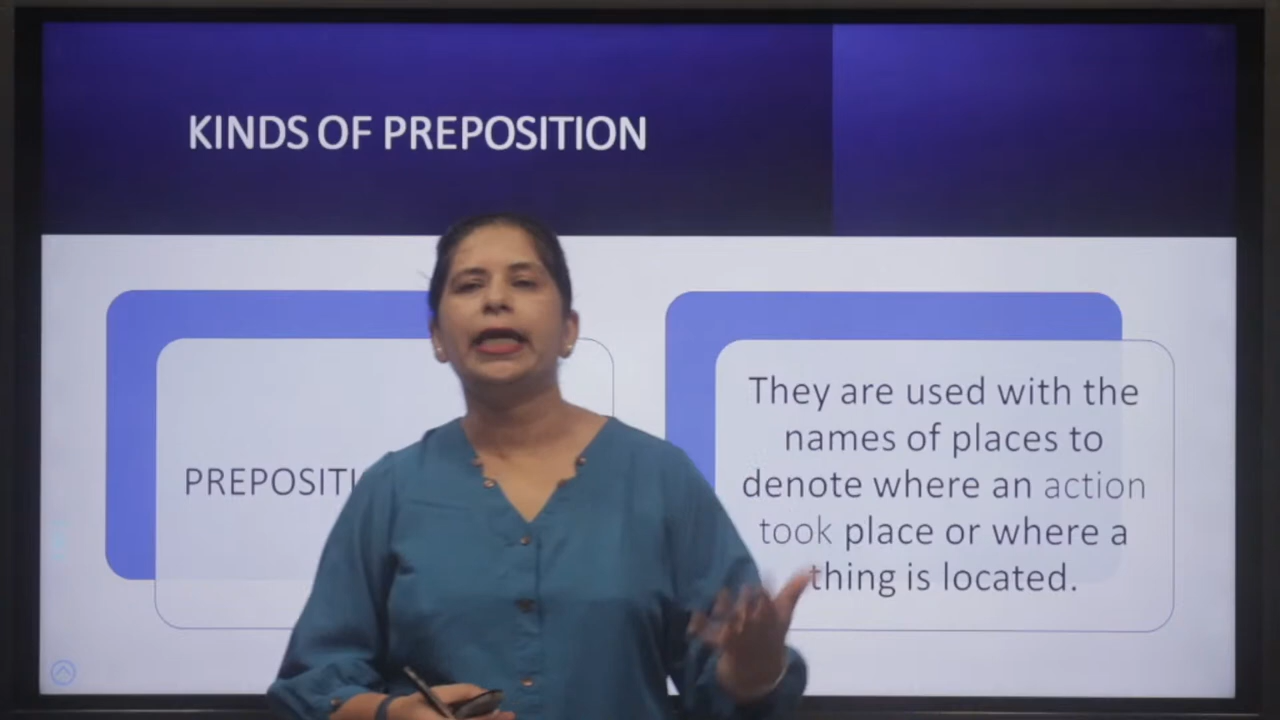 KINDS OF PREPOSITION
PREPOSITI
They are used with the
names of places to
denote where an action
took place or where a
thing is located.